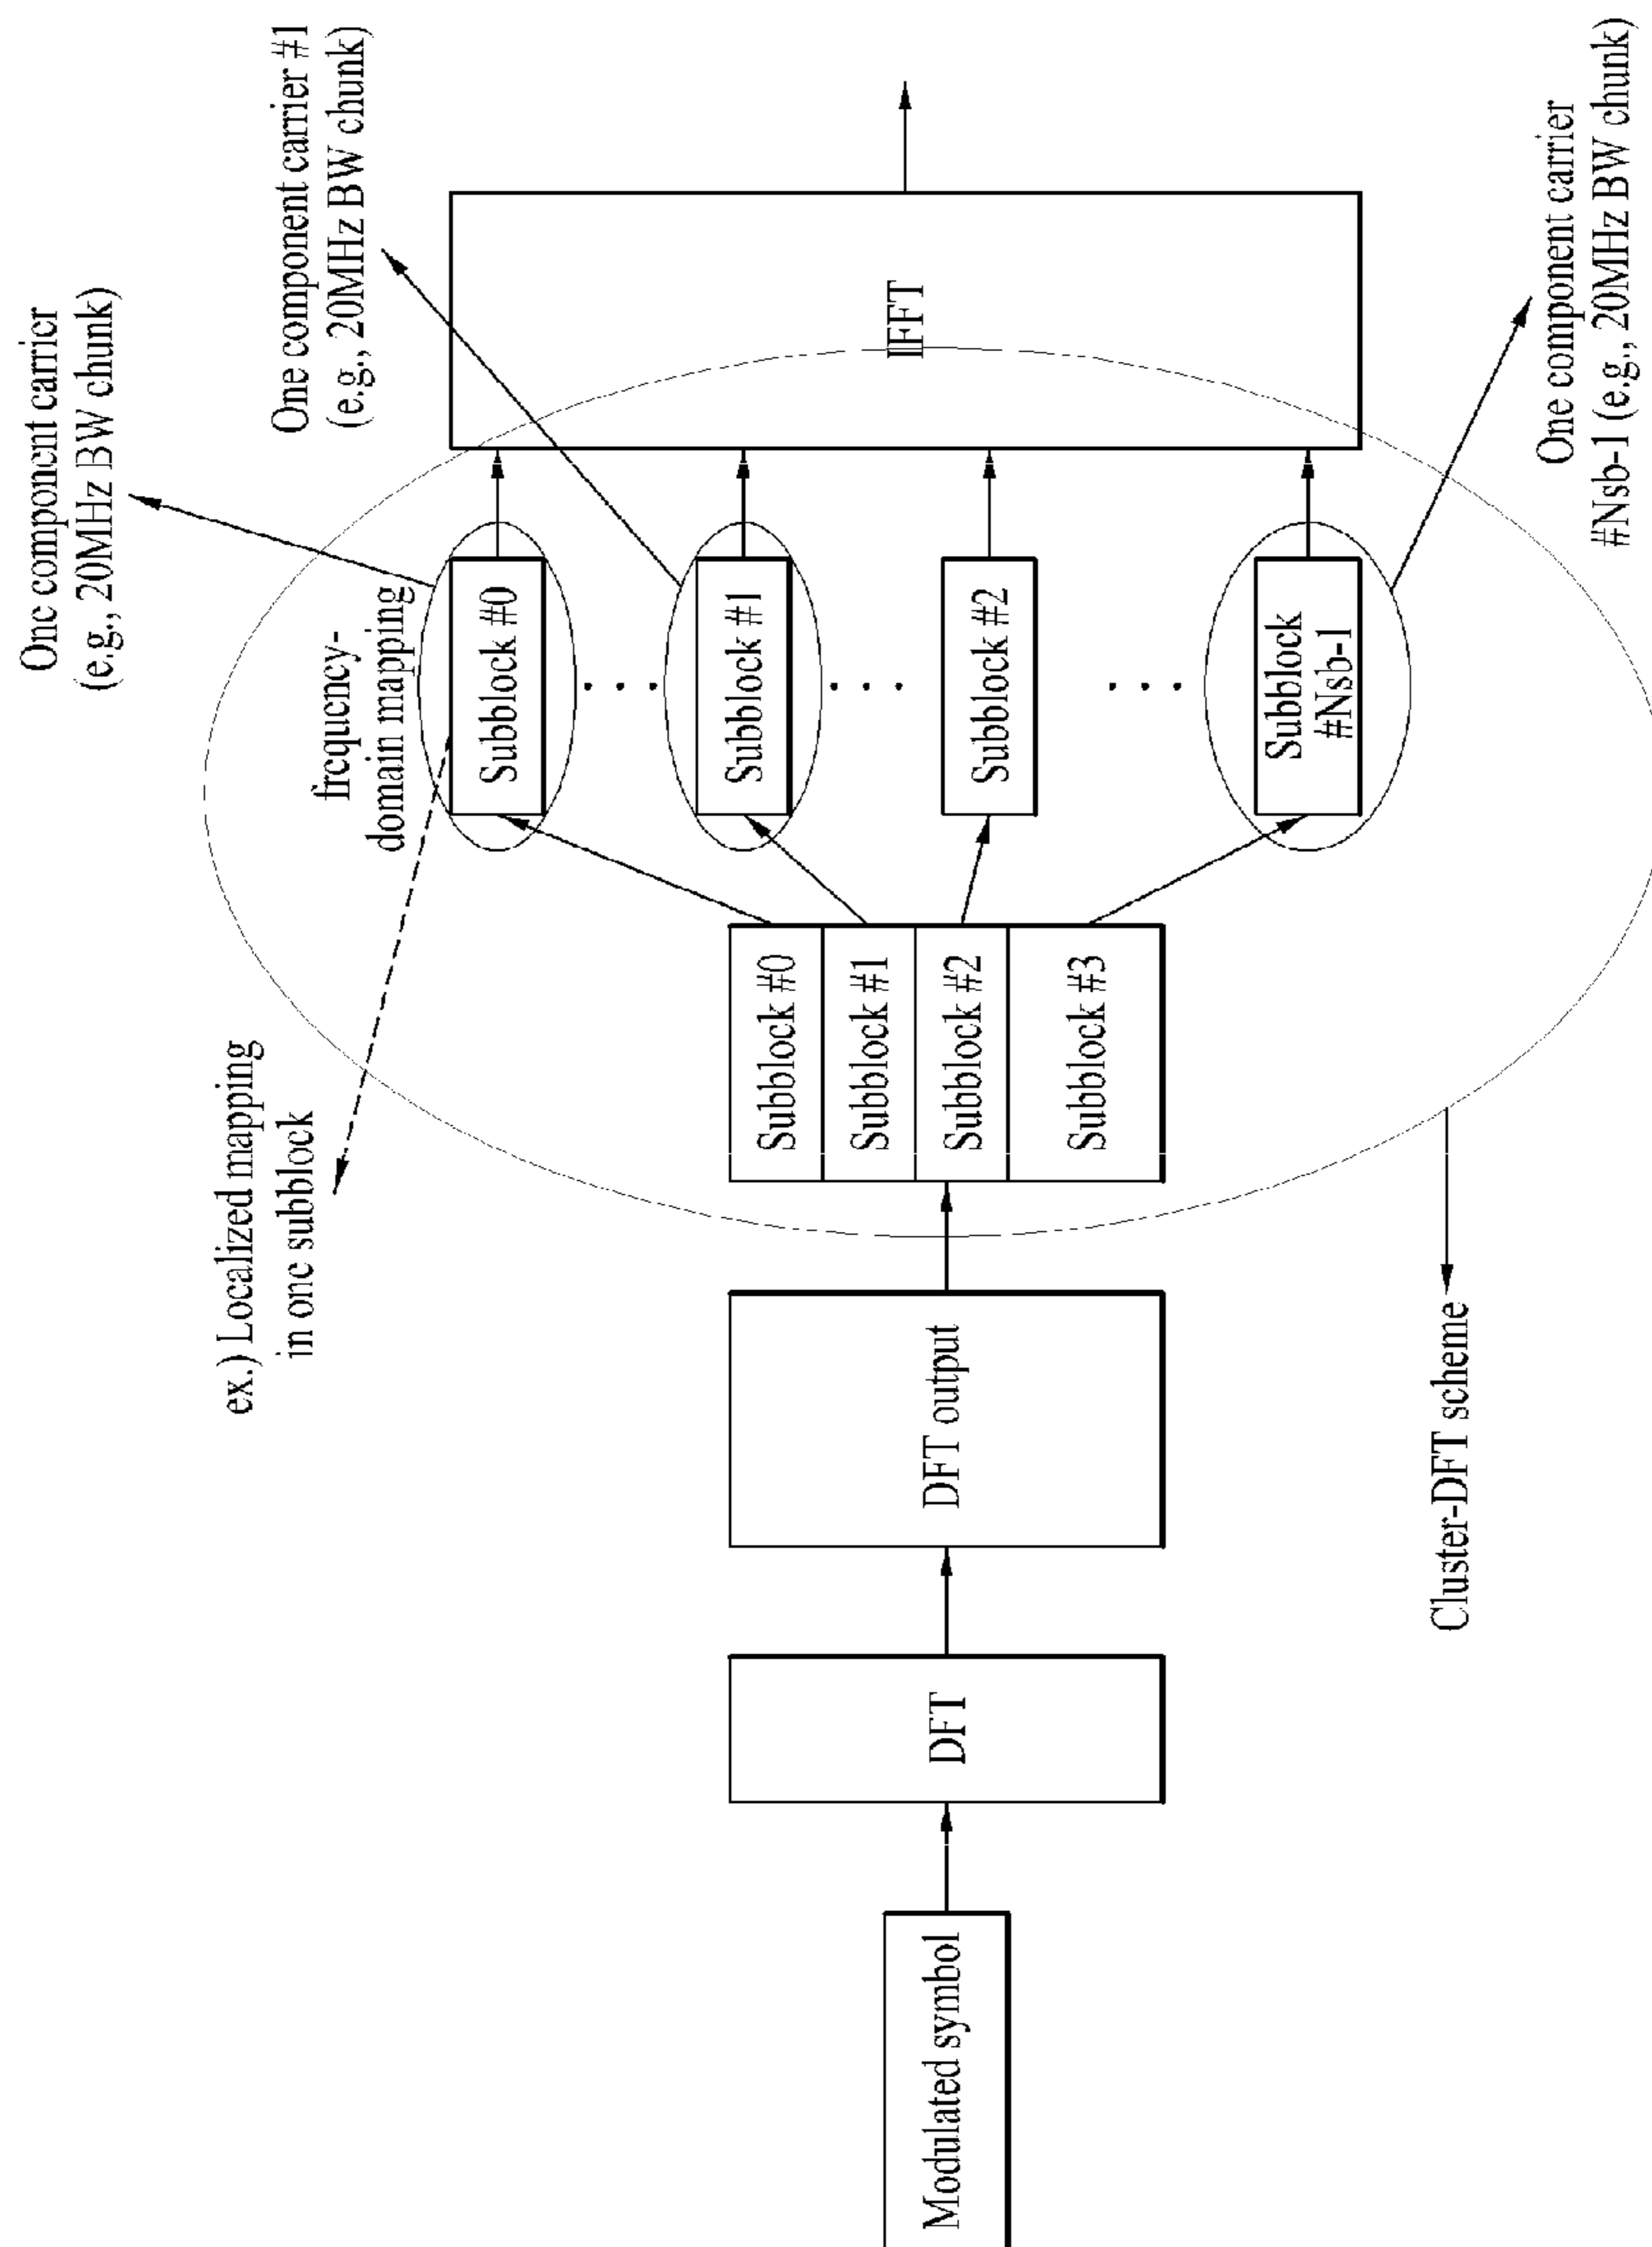 One component carrier
(e.g., 20MHz BW chunk)
One component carrier #1
(e.g., 20MHz BW chunk)
ex.) Localized mapping
in one subblock
frequency-
domain mapping
Subblock #0
Subblock #1
Subblock #2
Subblock
#Nsb-1
IFFT
Modulated symbol
DFT
DFT output
Subblock #0
Subblock #1
Subblock #2
Subblock #3
Cluster-DFT scheme
One component carrier
#Nsb-1 (e.g., 20MHz BW chunk)